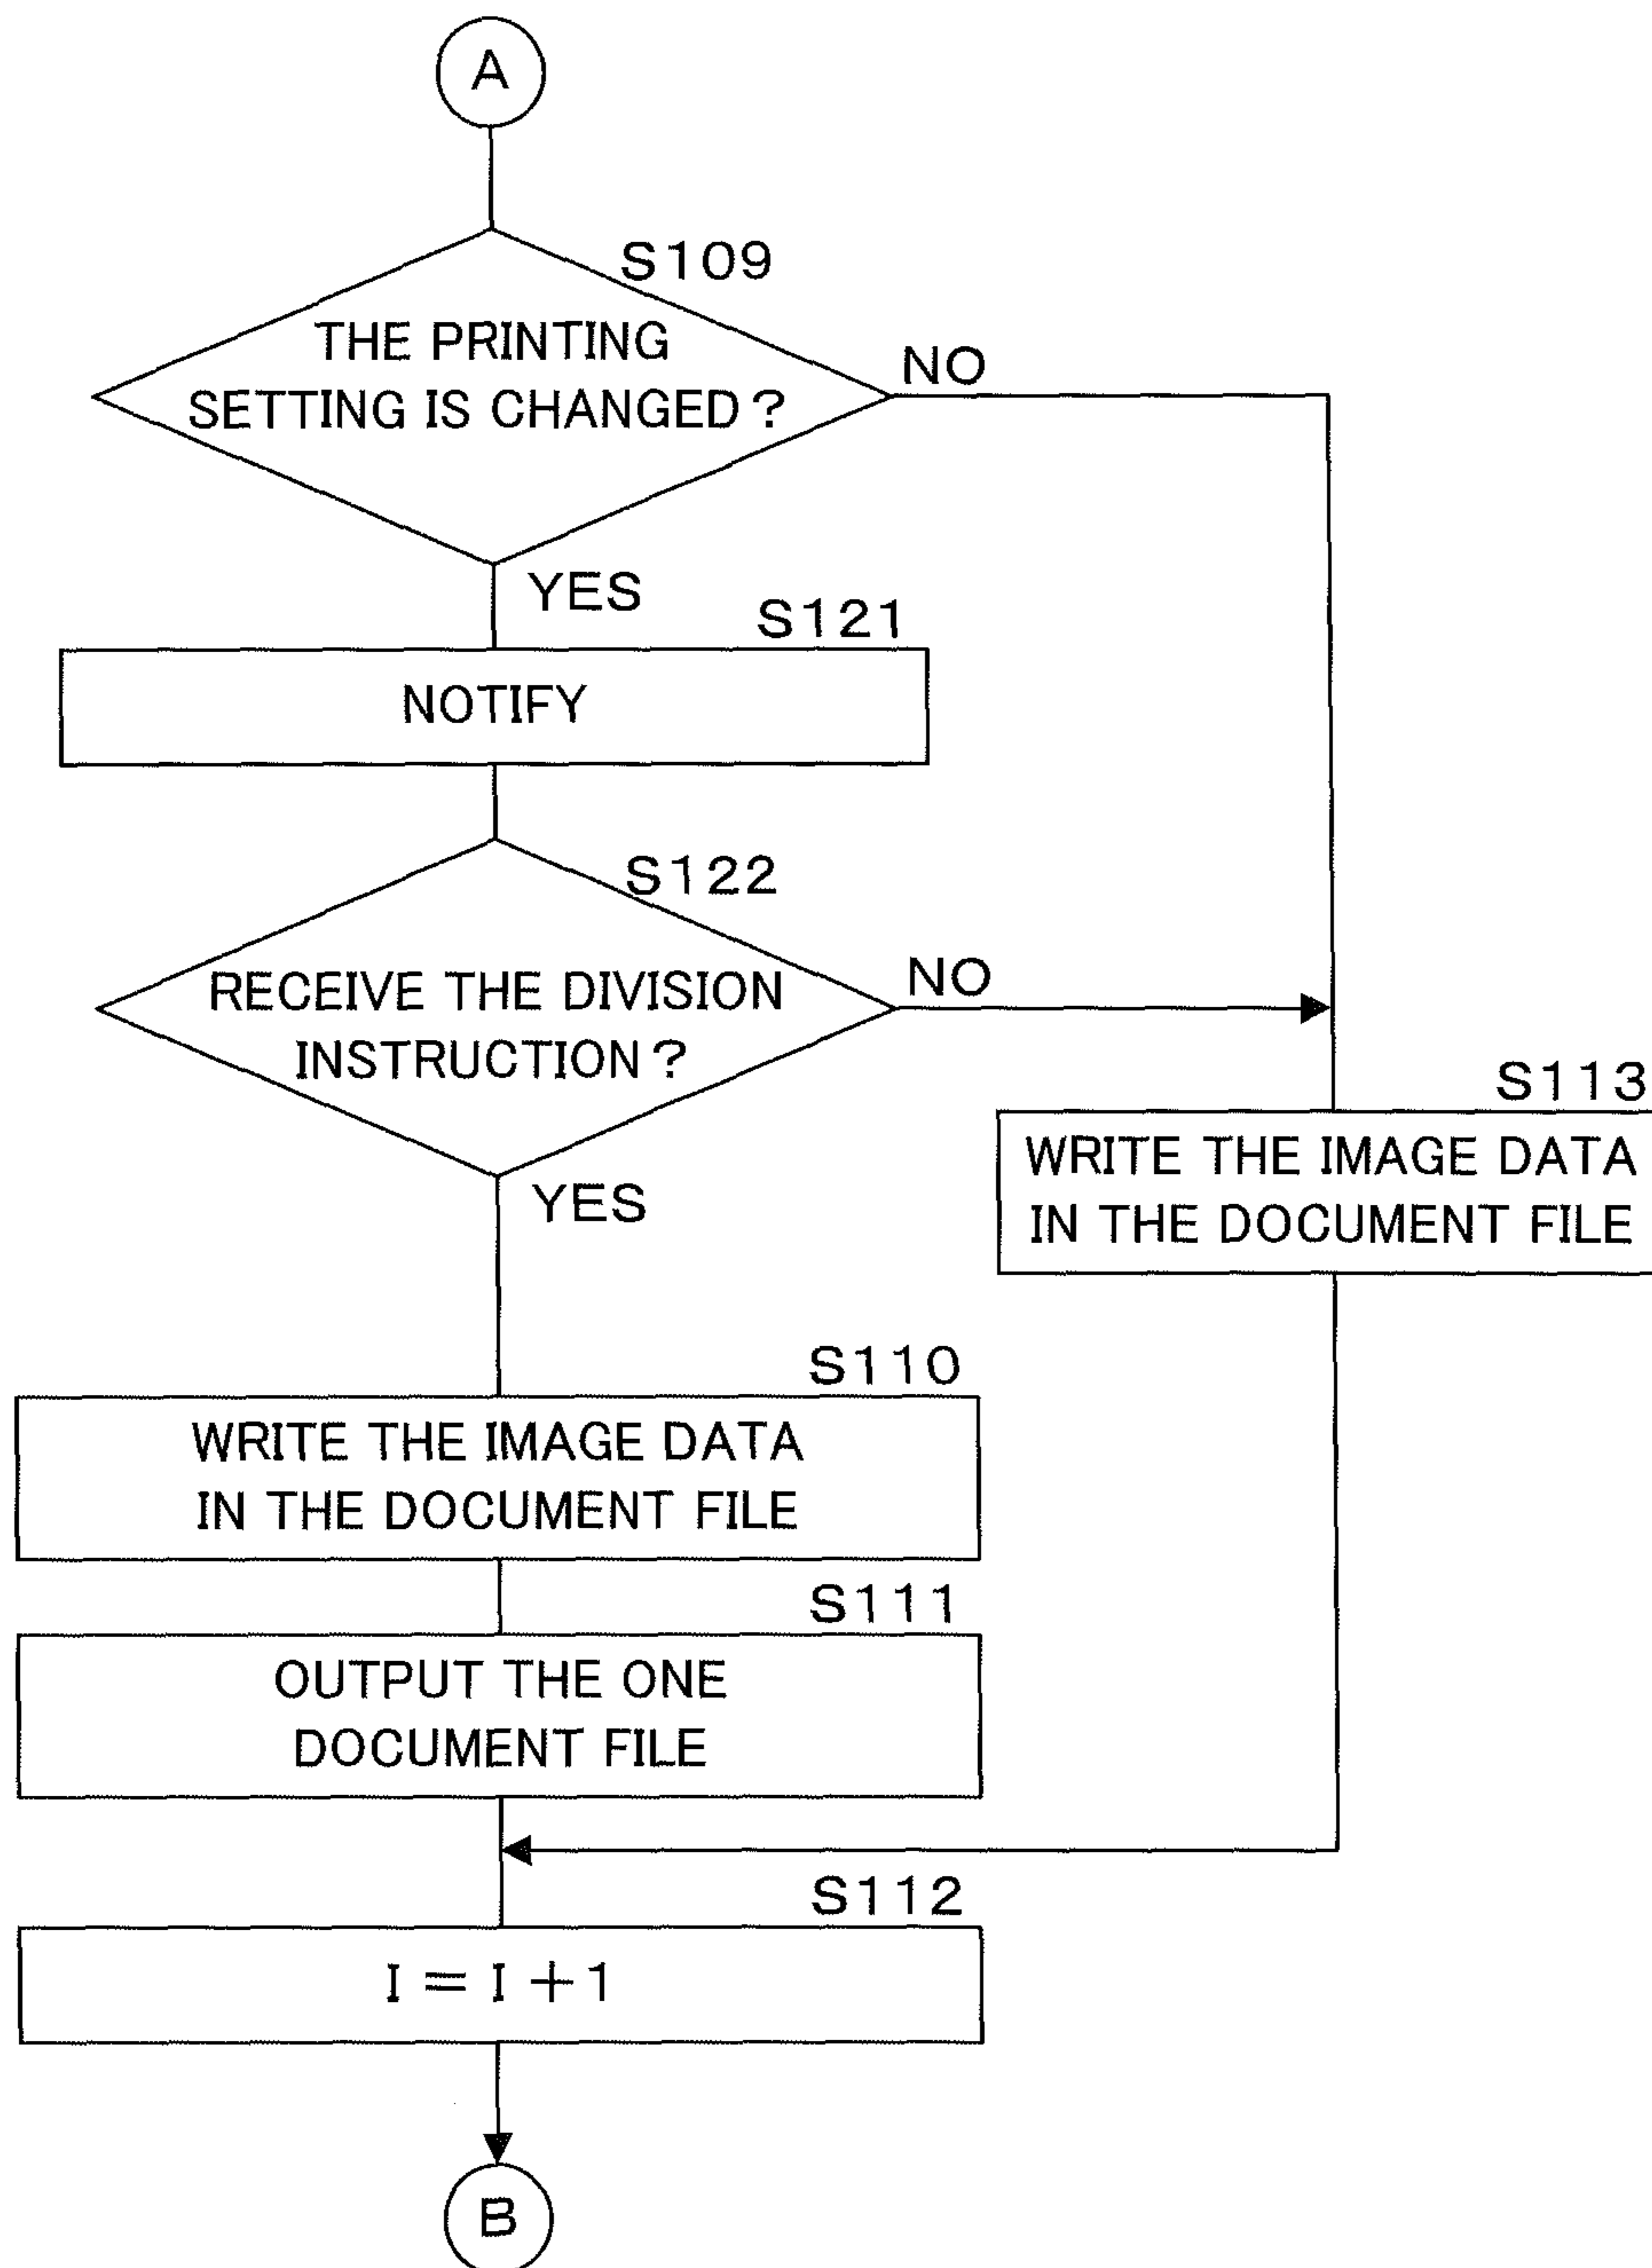 A
S109
THE PRINTING
SETTING IS CHANGED?
NO
YES
S121
NOTIFY
S122
RECEIVE THE DIVISION
INSTRUCTION?
NO
YES
S113
WRITE THE IMAGE DATA
IN THE DOCUMENT FILE
S110
WRITE THE IMAGE DATA
IN THE DOCUMENT FILE
S111
OUTPUT THE ONE
DOCUMENT FILE
S112
I = I + 1
B